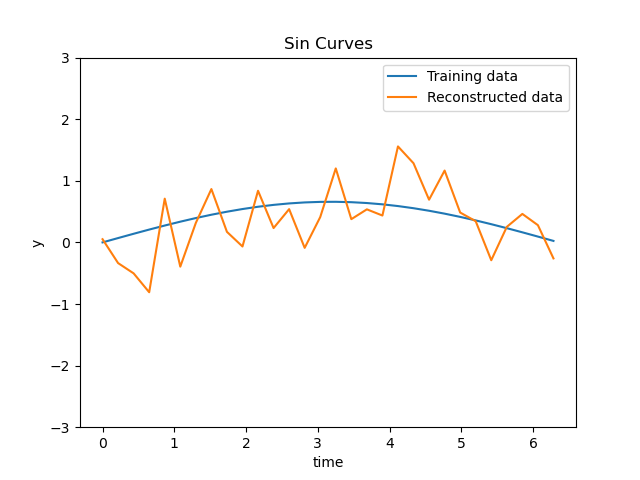 Sin Curves
Training data
Reconstructed data
3
2
1
0
−1
−2
−3
y
0 1 2 3 4 5 6
time